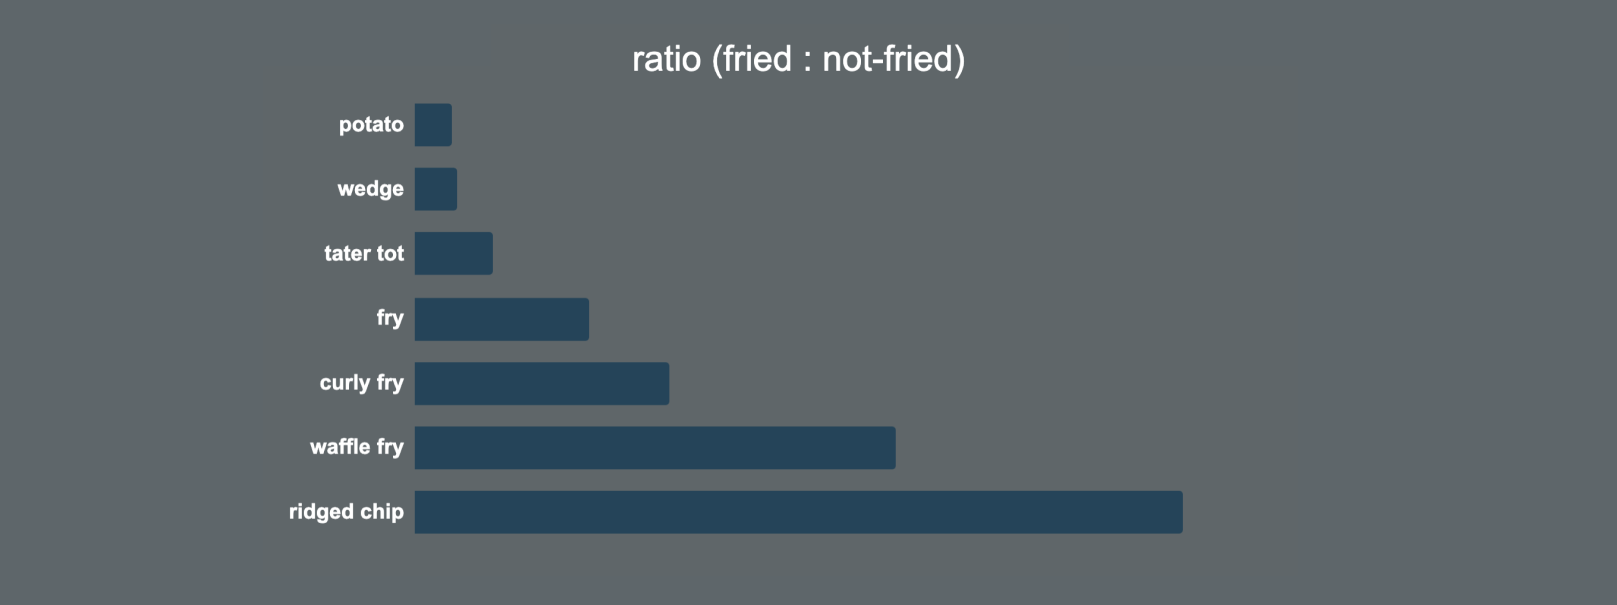 ratio (fried : not-fried)
potato
wedge
tater tot
fry
curly fry
waffle fry
ridged chip